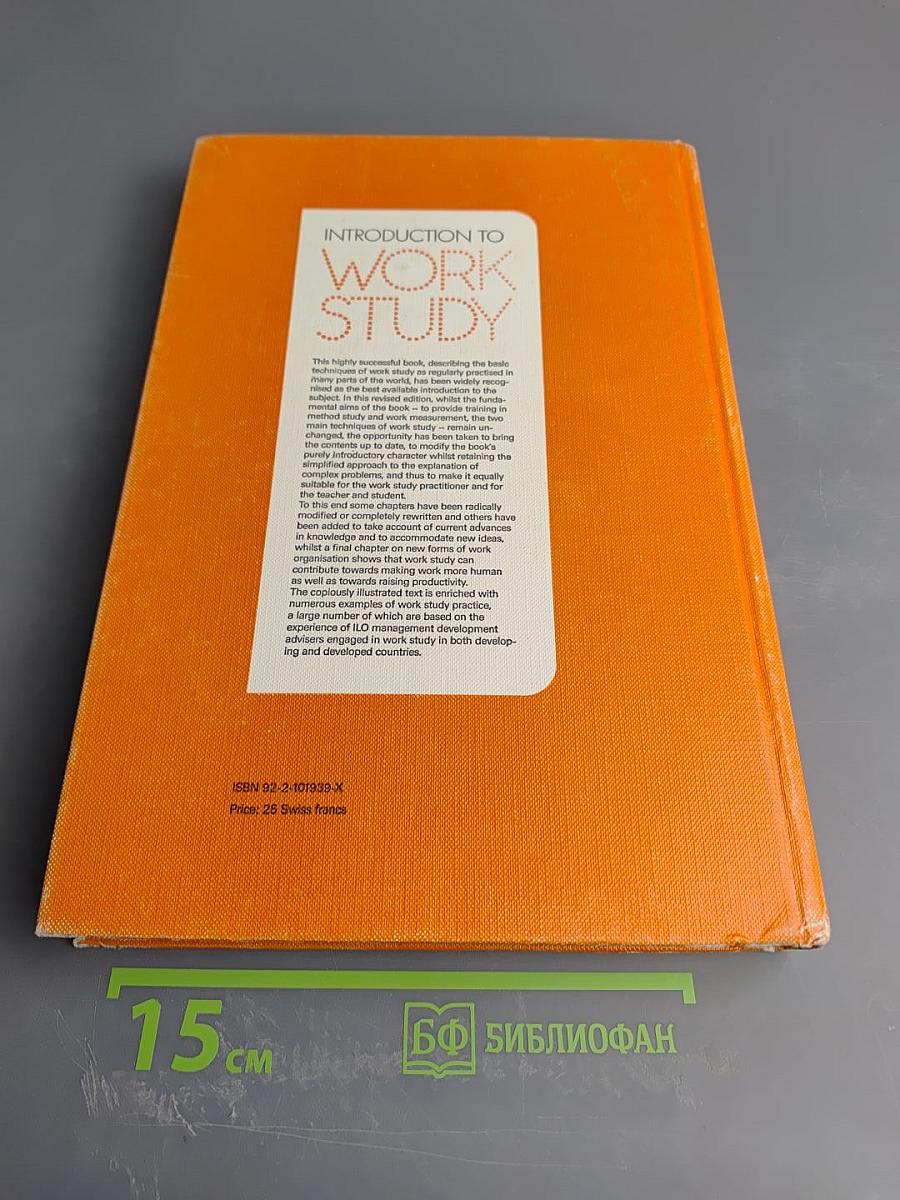 INTRODUCTION TO
WORK
STUDY
This highly successful book, describing the basic
techniques of work study as regularly practised in
many parts of the world, has been widely recog-
nised as the best available introduction to the
subject. In this revised edition, whilst the funda-
mental aims of the book – to provide training in
method study and work measurement, the two
main techniques of work study – remain un-
changed, the opportunity has been taken to bring
the contents up to date, to modify the book's
purely introductory character whilst retaining the
simplified approach to the explanation of
complex problems, and thus to make it equally
suitable for the work study practitioner and for
the teacher and student.
To this end some chapters have been radically
modified or completely rewritten and others have
been added to take account of current advances
in knowledge and to accommodate new ideas,
whilst a final chapter on new forms of work
organisation shows that work study can
contribute towards making work more human
as well as towards raising productivity.
The copiously illustrated text is enriched with
numerous examples of work study practice,
a large number of which are based on the
experience of ILO management development
advisers engaged in work study in both develop-
ing and developed countries.
ISBN 92-2-101939-X
Price: 25 Swiss francs
15 см
БФ БИБЛИОФАН